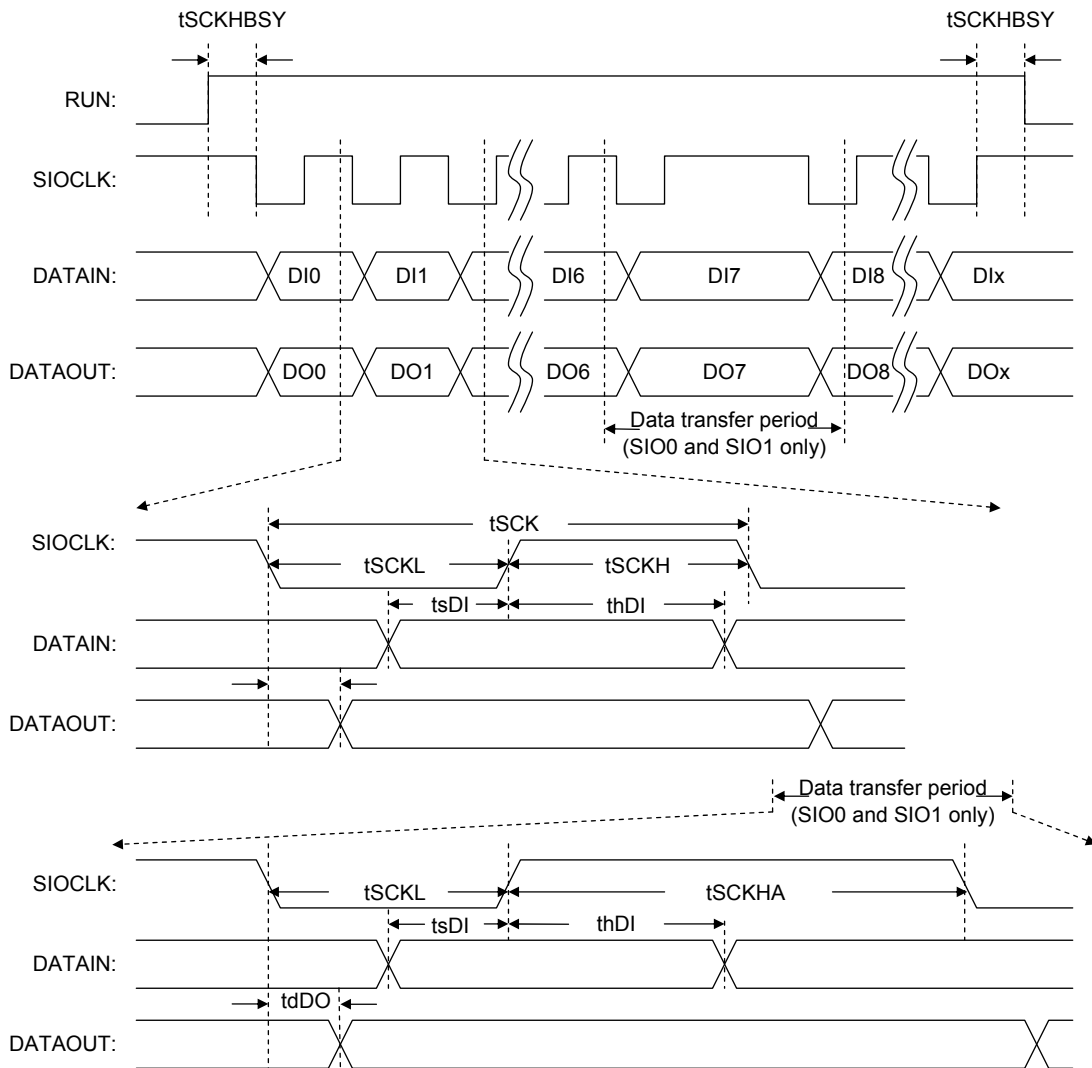 tSCKHBSY tSCKHBSY
RUN:
SIOCLK:
DATAIN: DI0 DI1 DI6 DI7 DI8 DIx
DATAOUT: DO0 DO1 DO6 DO7 DO8 DOx
Data transfer period
(SIO0 and SIO1 only)
tSCK
SIOCLK:
tSCKL tSCKH
tsDI thDI
DATAIN:
DATAOUT:
Data transfer period
(SIO0 and SIO1 only)
SIOCLK:
tSCKL tSCKHA
tsDI thDI
DATAIN:
tdDO
DATAOUT: